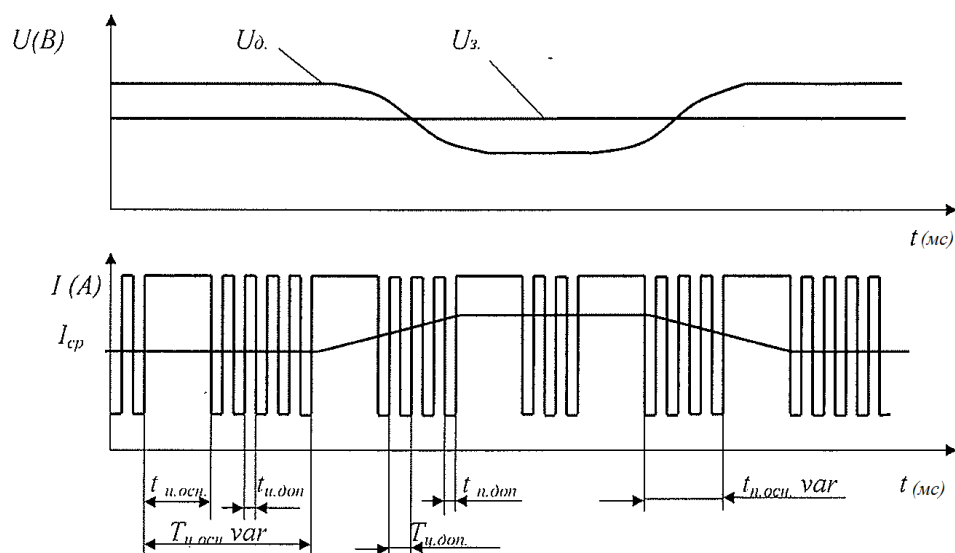 U(В)
Uд.
Uз.
t (мс)
I (А)
Iср
tи.осн.
tи.доп
tп.доп
tп.осн. var
t (мс)
Tи.осн var
Tи.доп.